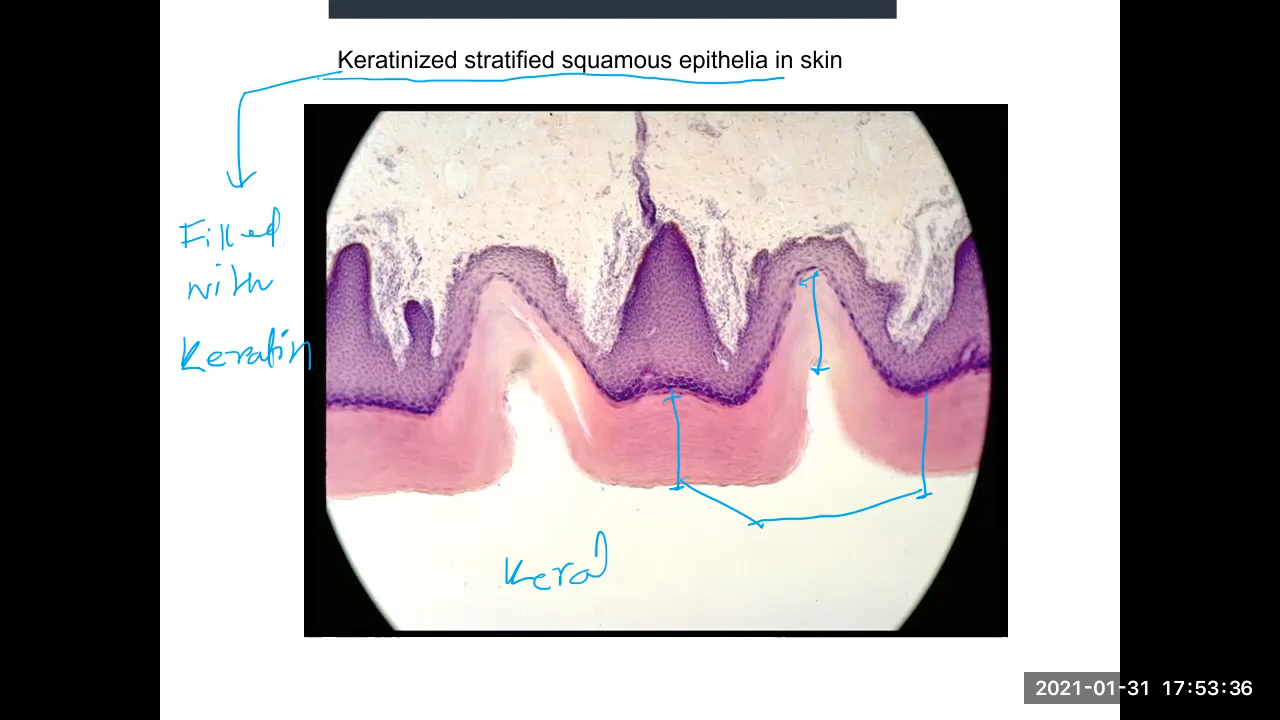 Keratinized stratified squamous epithelia in skin
Filled
with
Keratin
Kera
2021-01-31 17:53:36